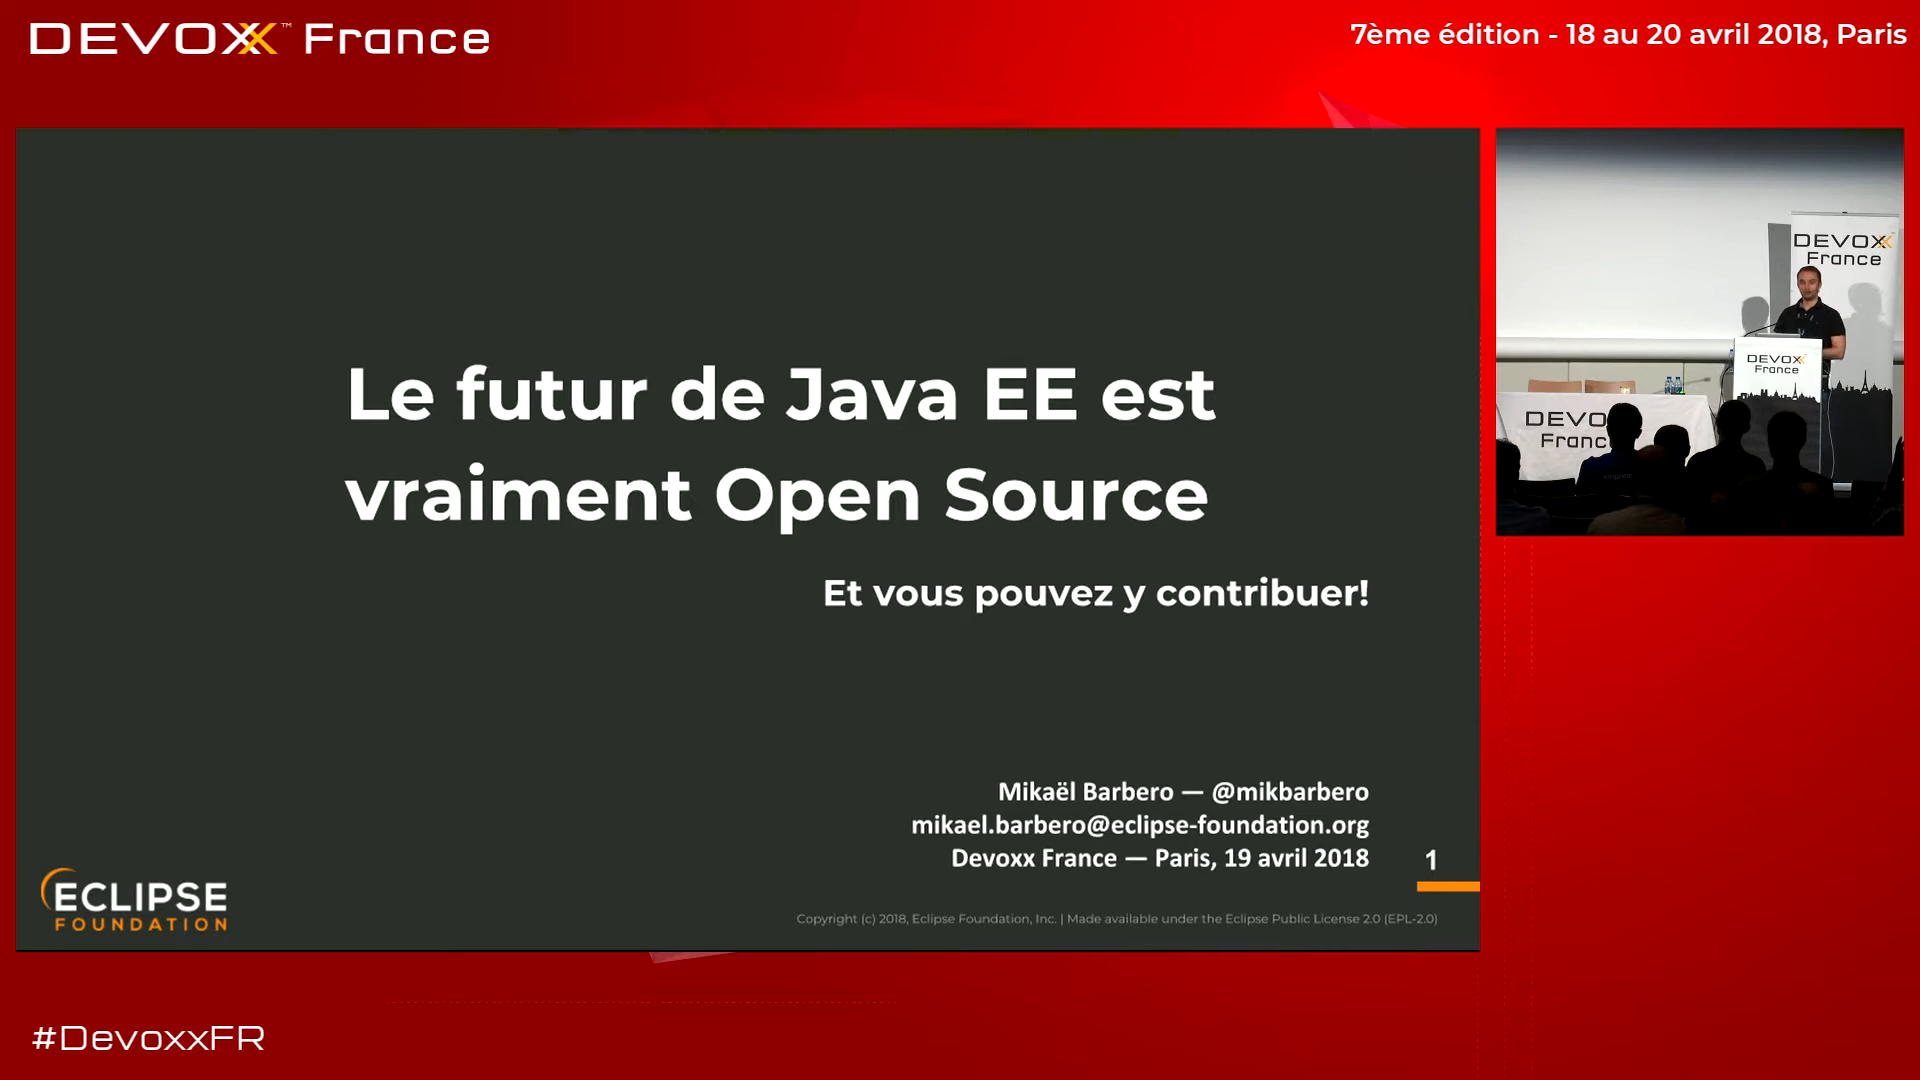 DEVOXX™ France
7ème édition - 18 au 20 avril 2018, Paris
Le futur de Java EE est
vraiment Open Source
Et vous pouvez y contribuer!
Mikaël Barbero — @mikbarbero
mikael.barbero@eclipse-foundation.org
Devoxx France — Paris, 19 avril 2018
1
ECLIPSE
FOUNDATION
Copyright (c) 2018, Eclipse Foundation, Inc. | Made available under the Eclipse Public License 2.0 (EPL-2.0)
DEVOXX
France
DEVOXX
France
DEVO
Franc
#DevoxxFR